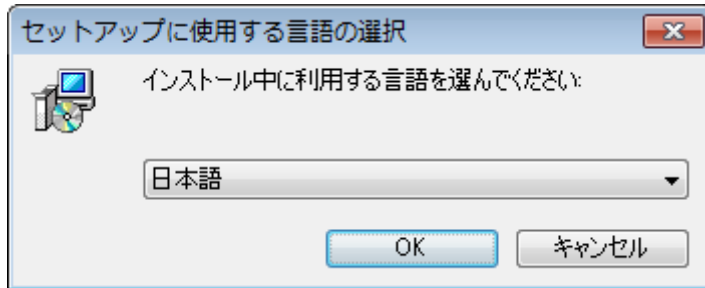 セットアップに使用する言語の選択
インストール中に利用する言語を選んでください:
日本語
OK キャンセル